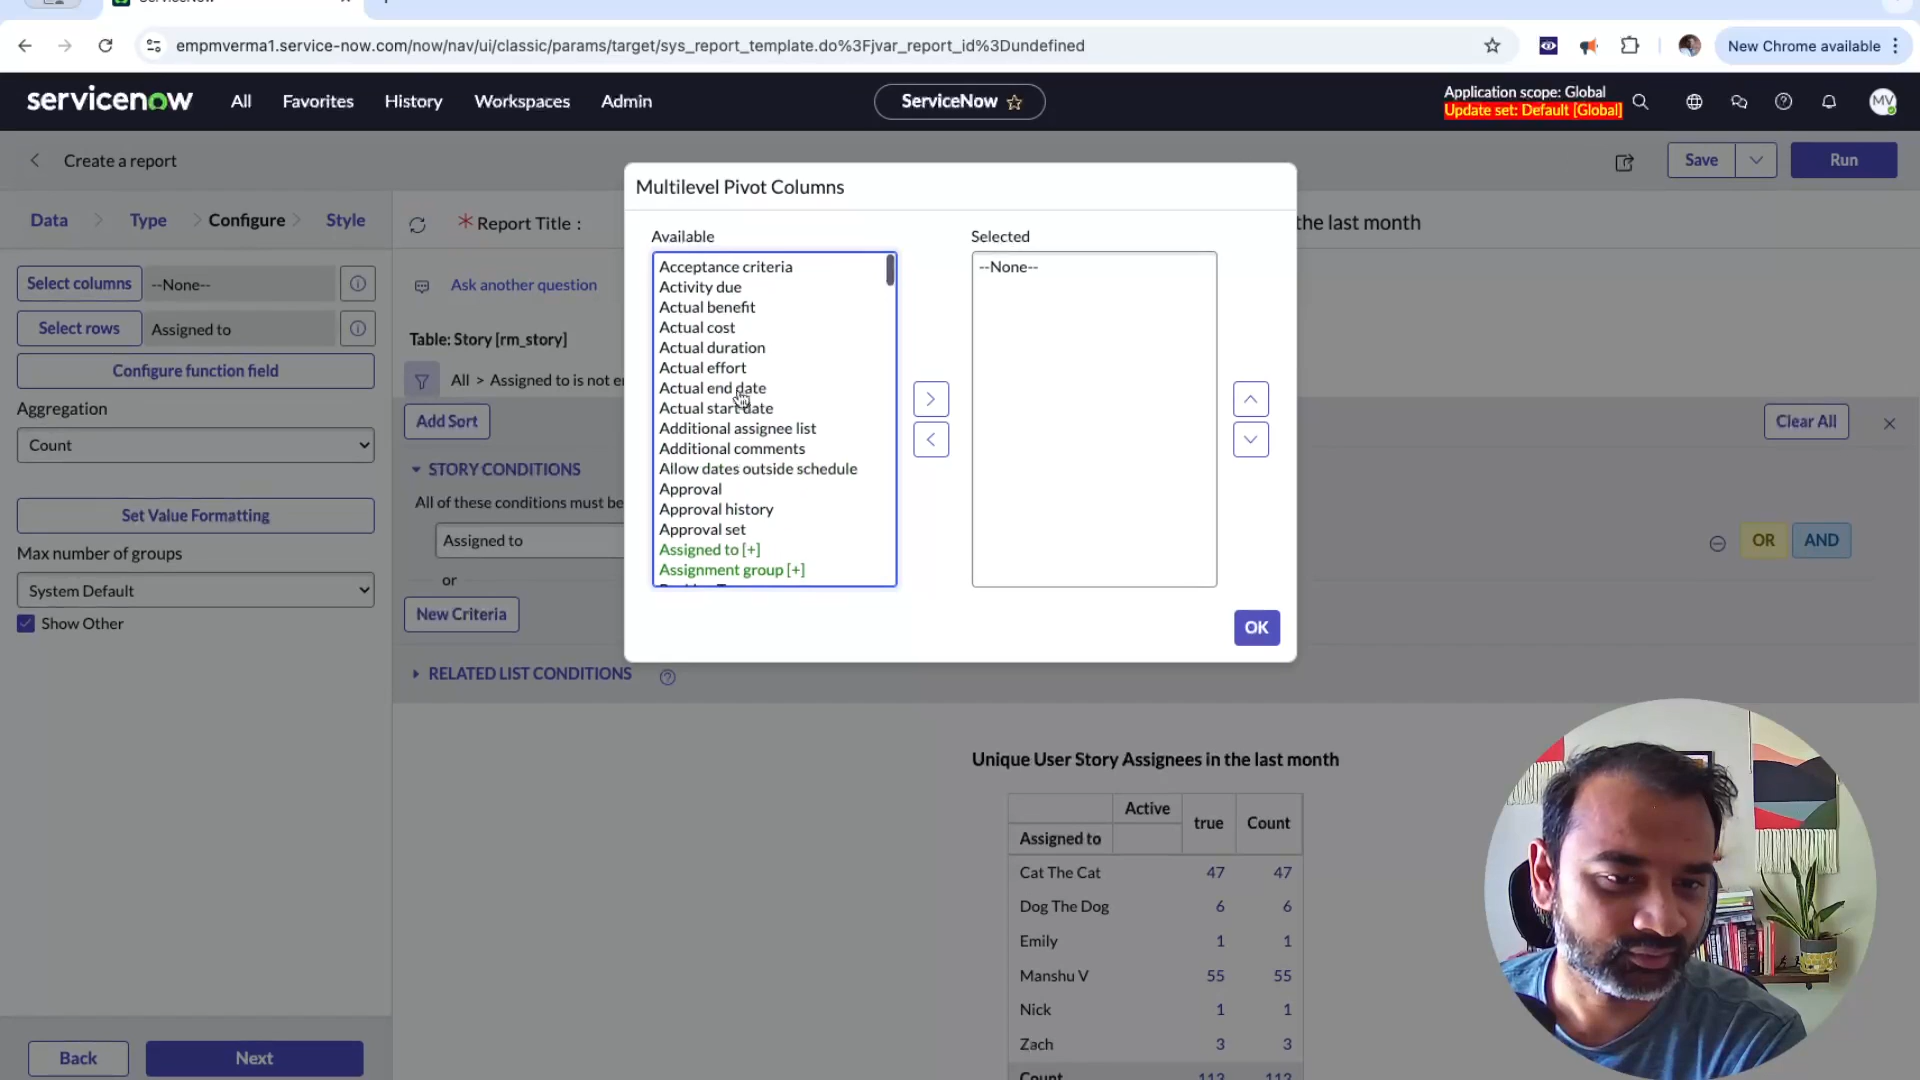 ServiceNow
empmverma1.service-now.com/now/nav/ui/classic/params/target/sys_report_template.do%3Fjvar_report_id%3Dundefined
New Chrome available
servicenow
All
Favorites
History
Workspaces
Admin
ServiceNow
Application scope: Global
Update set: Default [Global]
MV
Create a report
Save
Run
Data
Type
Configure
Style
* Report Title :
the last month
Select columns
--None--
Select rows
Assigned to
Configure function field
Aggregation
Count
Set Value Formatting
Max number of groups
System Default
Show Other
Back
Next
Ask another question
Table: Story [rm_story]
All > Assigned to is not
Add Sort
Clear All
STORY CONDITIONS
All of these conditions must be
Assigned to
OR
AND
or
New Criteria
RELATED LIST CONDITIONS
Multilevel Pivot Columns
Available
Acceptance criteria
Activity due
Actual benefit
Actual cost
Actual duration
Actual effort
Actual end date
Actual start date
Additional assignee list
Additional comments
Allow dates outside schedule
Approval
Approval history
Approval set
Assigned to [+]
Assignment group [+]
Selected
--None--
OK
Unique User Story Assignees in the last month
Active
true
Count
Assigned to
Cat The Cat 47 47
Dog The Dog 6 6
Emily 1 1
Manshu V 55 55
Nick 1 1
Zach 3 3
Count 113 113